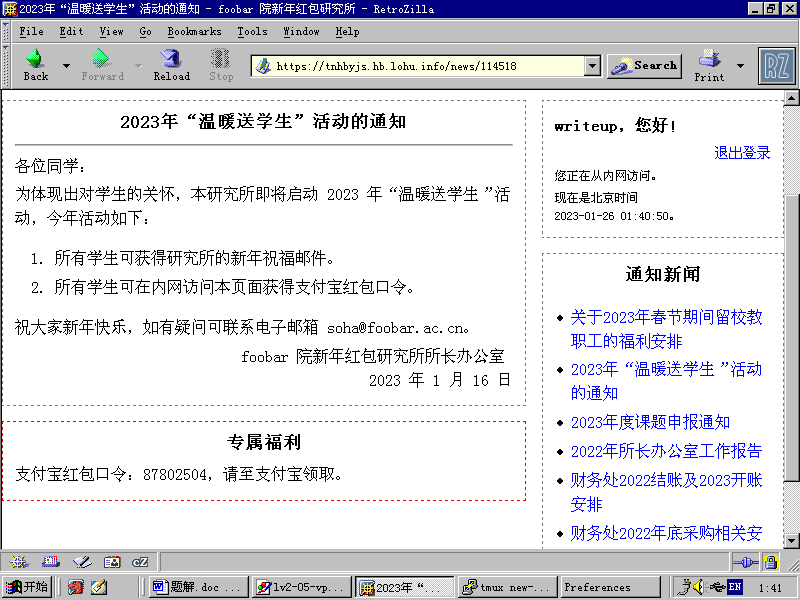 2023年“温暖送学生”活动的通知 - foobar 院新年红包研究所 - RetroZilla
File Edit View Go Bookmarks Tools Window Help
Back Forward Reload Stop https://tnhbyjs.hb.lohu.info/news/114518 Search Print RZ
2023年“温暖送学生”活动的通知
各位同学：
为体现出对学生的关怀，本研究所即将启动 2023 年“温暖送学生 ”活
动，今年活动如下：
1. 所有学生可获得研究所的新年祝福邮件。
2. 所有学生可在内网访问本页面获得支付宝红包口令。
祝大家新年快乐，如有疑问可联系电子邮箱 soha@foobar.ac.cn。
foobar 院新年红包研究所所长办公室
2023 年 1 月 16 日
专属福利
支付宝红包口令：87802504，请至支付宝领取。
writeup，您好！
退出登录
您正在从内网访问。
现在是北京时间
2023-01-26 01:40:50。
通知新闻
关于2023年春节期间留校教
职工的福利安排
2023年“温暖送学生 ”活动
的通知
2023年度课题申报通知
2022年所长办公室工作报告
财务处2022结账及2023开账
安排
财务处2022年底采购相关安
cZ
开始 题解.doc ... lv2-05-vp... 2023年“... tmux new-... Preferences EN 1:41